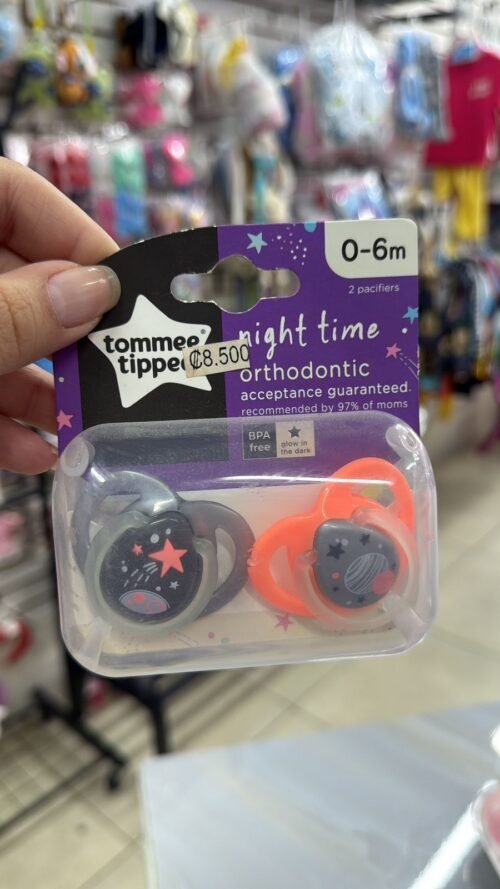 0-6m
2 pacifiers
tommee
tippee
₡8.500
night time
orthodontic
acceptance guaranteed.
recommended by 97% of moms
BPA
free
glow in
the dark